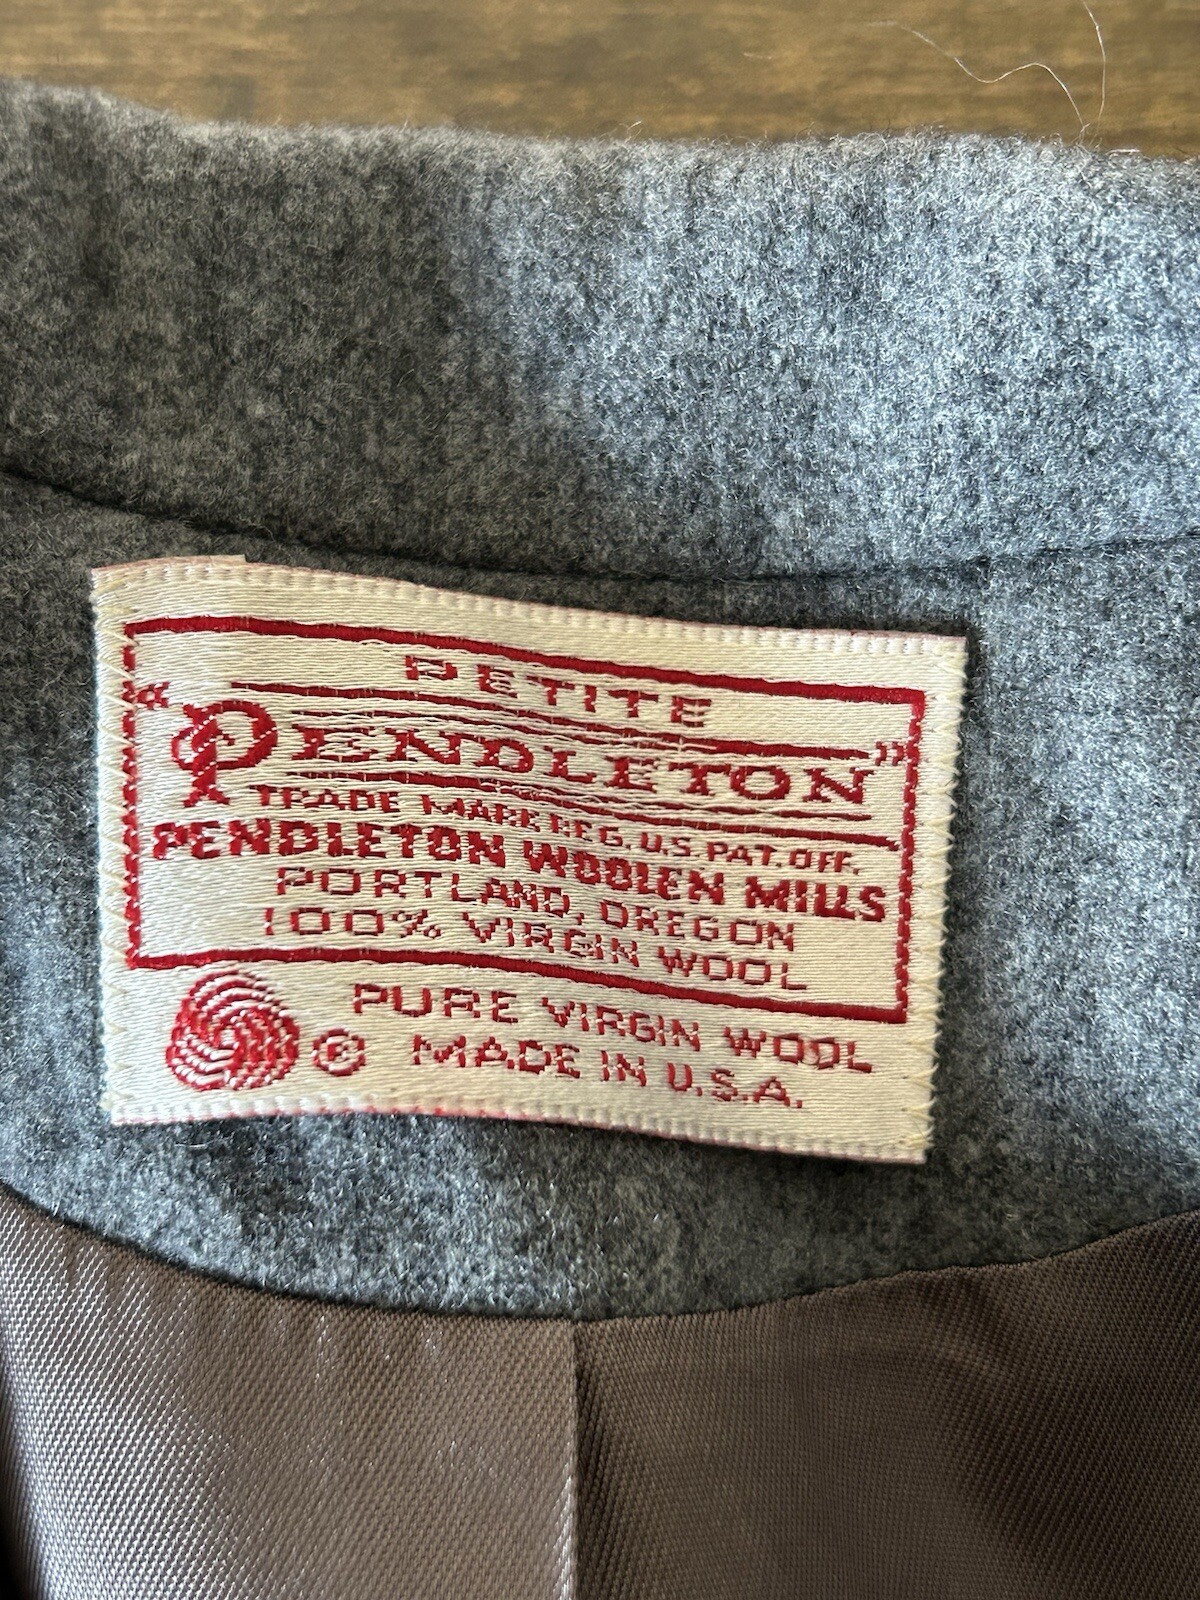 PETITE
"PENDLETON"
TRADE MARK REG. U.S. PAT. OFF.
PENDLETON WOOLEN MILLS
PORTLAND, OREGON
100% VIRGIN WOOL
PURE VIRGIN WOOL
® MADE IN U.S.A.